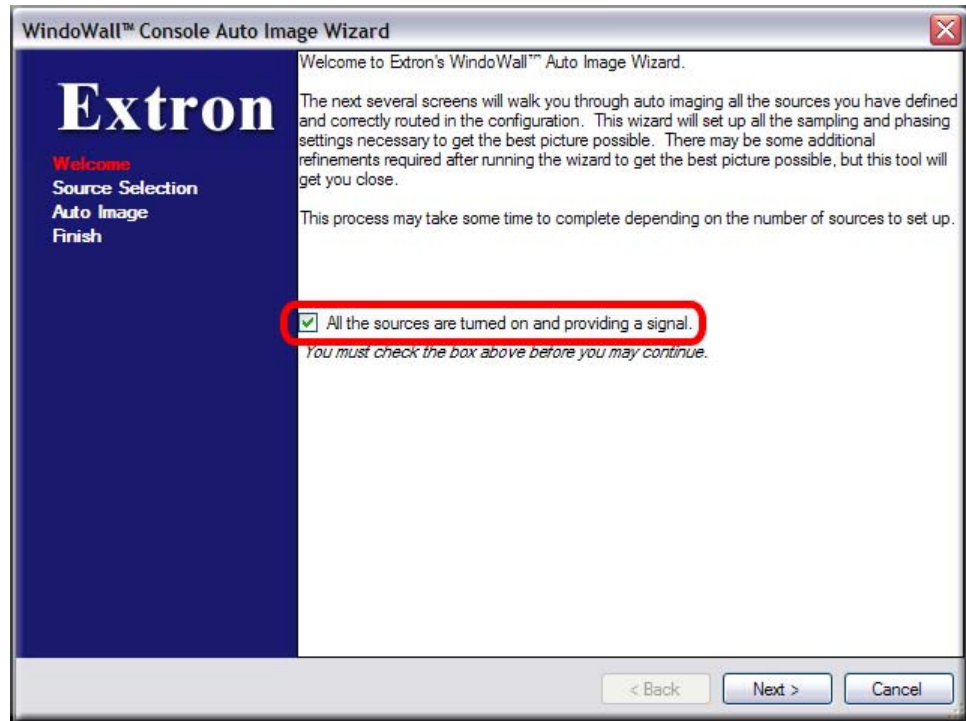 WindoWall™ Console Auto Image Wizard
Extron
Welcome
Source Selection
Auto Image
Finish
Welcome to Extron's WindoWall™ Auto Image Wizard.
The next several screens will walk you through auto imaging all the sources you have defined
and correctly routed in the configuration. This wizard will set up all the sampling and phasing
settings necessary to get the best picture possible. There may be some additional
refinements required after running the wizard to get the best picture possible, but this tool will
get you close.
This process may take some time to complete depending on the number of sources to set up.
All the sources are turned on and providing a signal.
You must check the box above before you may continue.
< Back
Next >
Cancel